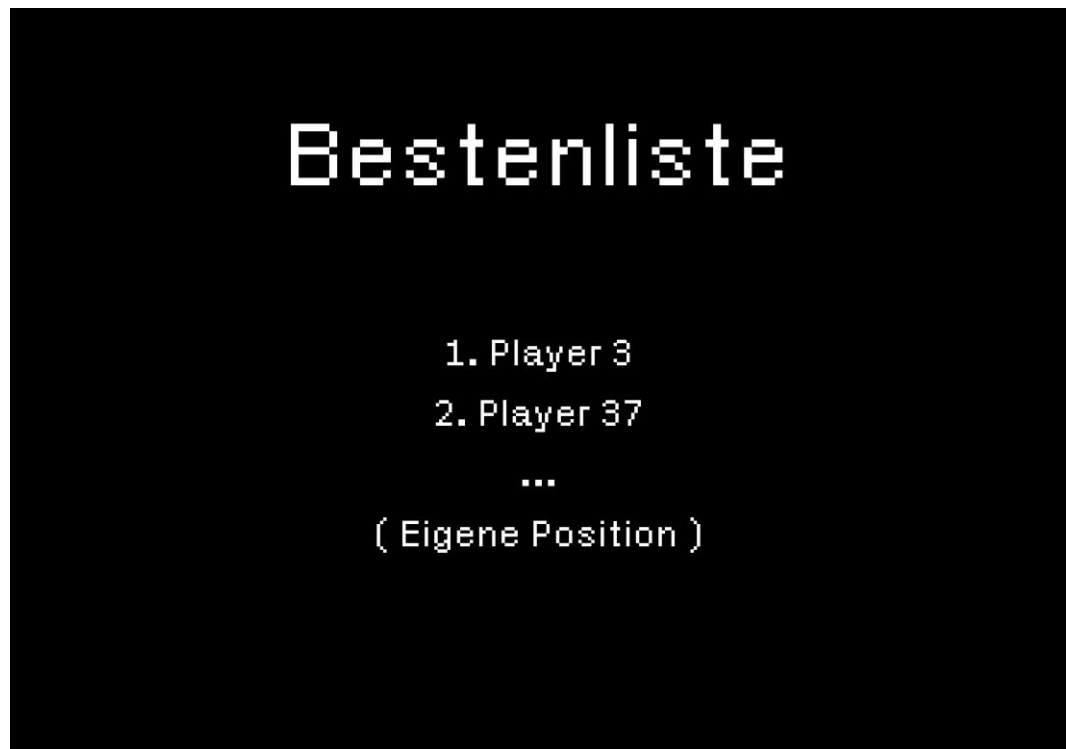 Bestenliste
1. Player 3
2. Player 37
...
( Eigene Position )